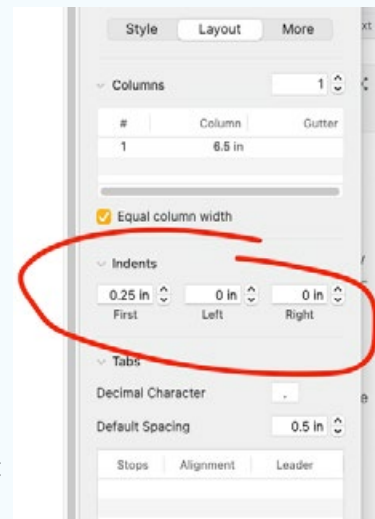 Style Layout More
Columns 1
# Column Gutter
1 6.5 in
Equal column width
Indents
0.25 in 0 in 0 in
First Left Right
Tabs
Decimal Character .
Default Spacing 0.5 in
Stops Alignment Leader